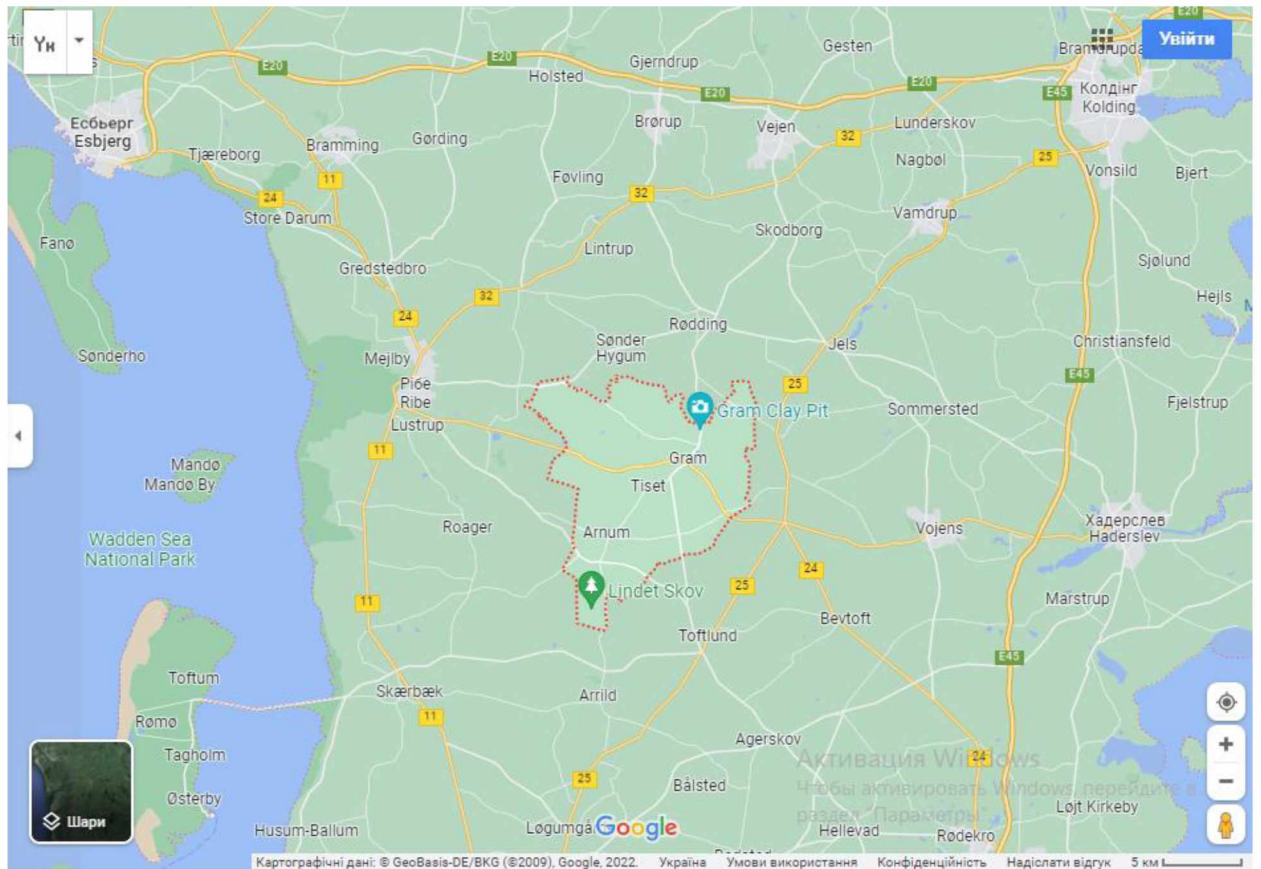 Үн
Увійти
E20
E20
E20
E20
E20
Gesten
Gjerndrup
Holsted
E45
Колдінг
Kolding
Есбьерг
Esbjerg
Brørup
Vejen
Lunderskov
32
Tjæreborg
Bramming
Gørding
Nagbøl
25
Vonsild
Bjert
11
Føvling
32
24
Store Darum
Vamdrup
Skodborg
Fanø
Lintrup
Gredstedbro
Sjølund
32
Hejls
24
Rødding
Sønder
Hygum
Jels
Christiansfeld
Sønderho
Mejlby
E45
Рібе
Ribe
25
Gram Clay Pit
Sommersted
Fjelstrup
Lustrup
11
Gram
Mandø
Mandø By
Tiset
Roager
Arnum
Vojens
Хадерслев
Haderslev
Wadden Sea
National Park
24
25
Lindet Skov
11
Marstrup
Bevtoft
Toftlund
E45
Toftum
Skærbæk
Arrild
Rømø
11
Agerskov
Tagholm
Активация Windows
24
25
Bålsted
Чтобы активировать Windows, перейдите в
раздел "Параметры".
Østerby
Løjt Kirkeby
Шари
Husum-Ballum
Løgumgå
Google
Hellevad
Rødekro
Картографічні дані: © GeoBasis-DE/BKG (©2009), Google, 2022.
Україна
Умови використання
Конфіденційність
Надіслати відгук
5 км